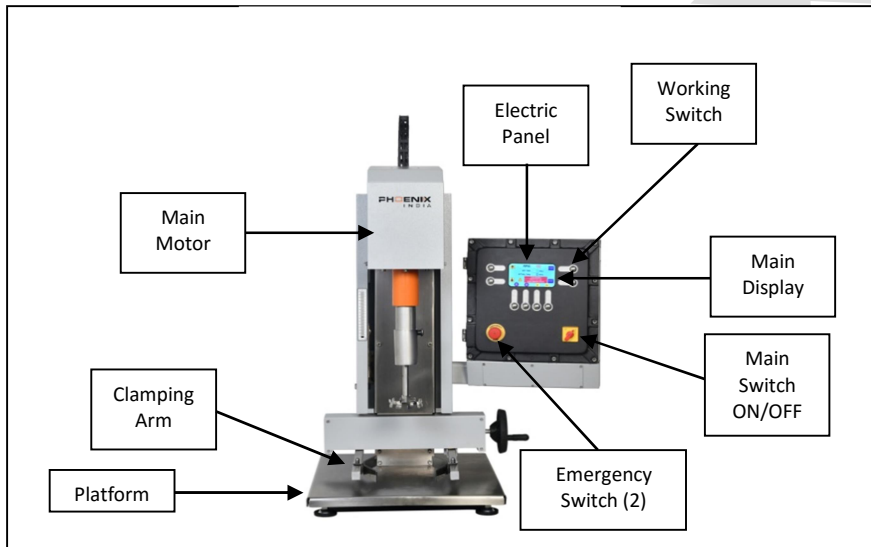 Electric
Panel
Working
Switch
PHOENIX
INDIA
Main
Motor
Main
Display
Main
Switch
ON/OFF
Clamping
Arm
Platform
Emergency
Switch (2)